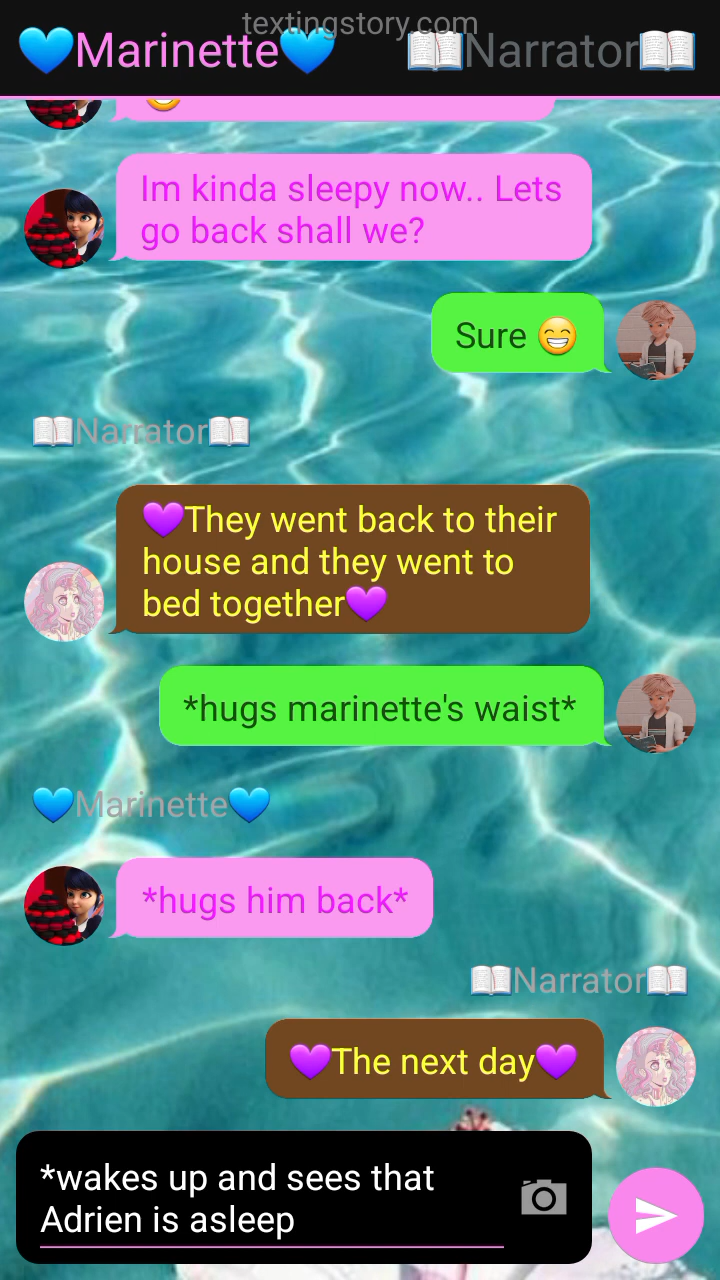 textingstory.com
💙Marinette💙 📖Narrator📖
Im kinda sleepy now.. Lets
go back shall we?
Sure 😁
📖Narrator📖
💜They went back to their
house and they went to
bed together💜
*hugs marinette's waist*
💙Marinette💙
*hugs him back*
📖Narrator📖
💜The next day💜
*wakes up and sees that
Adrien is asleep